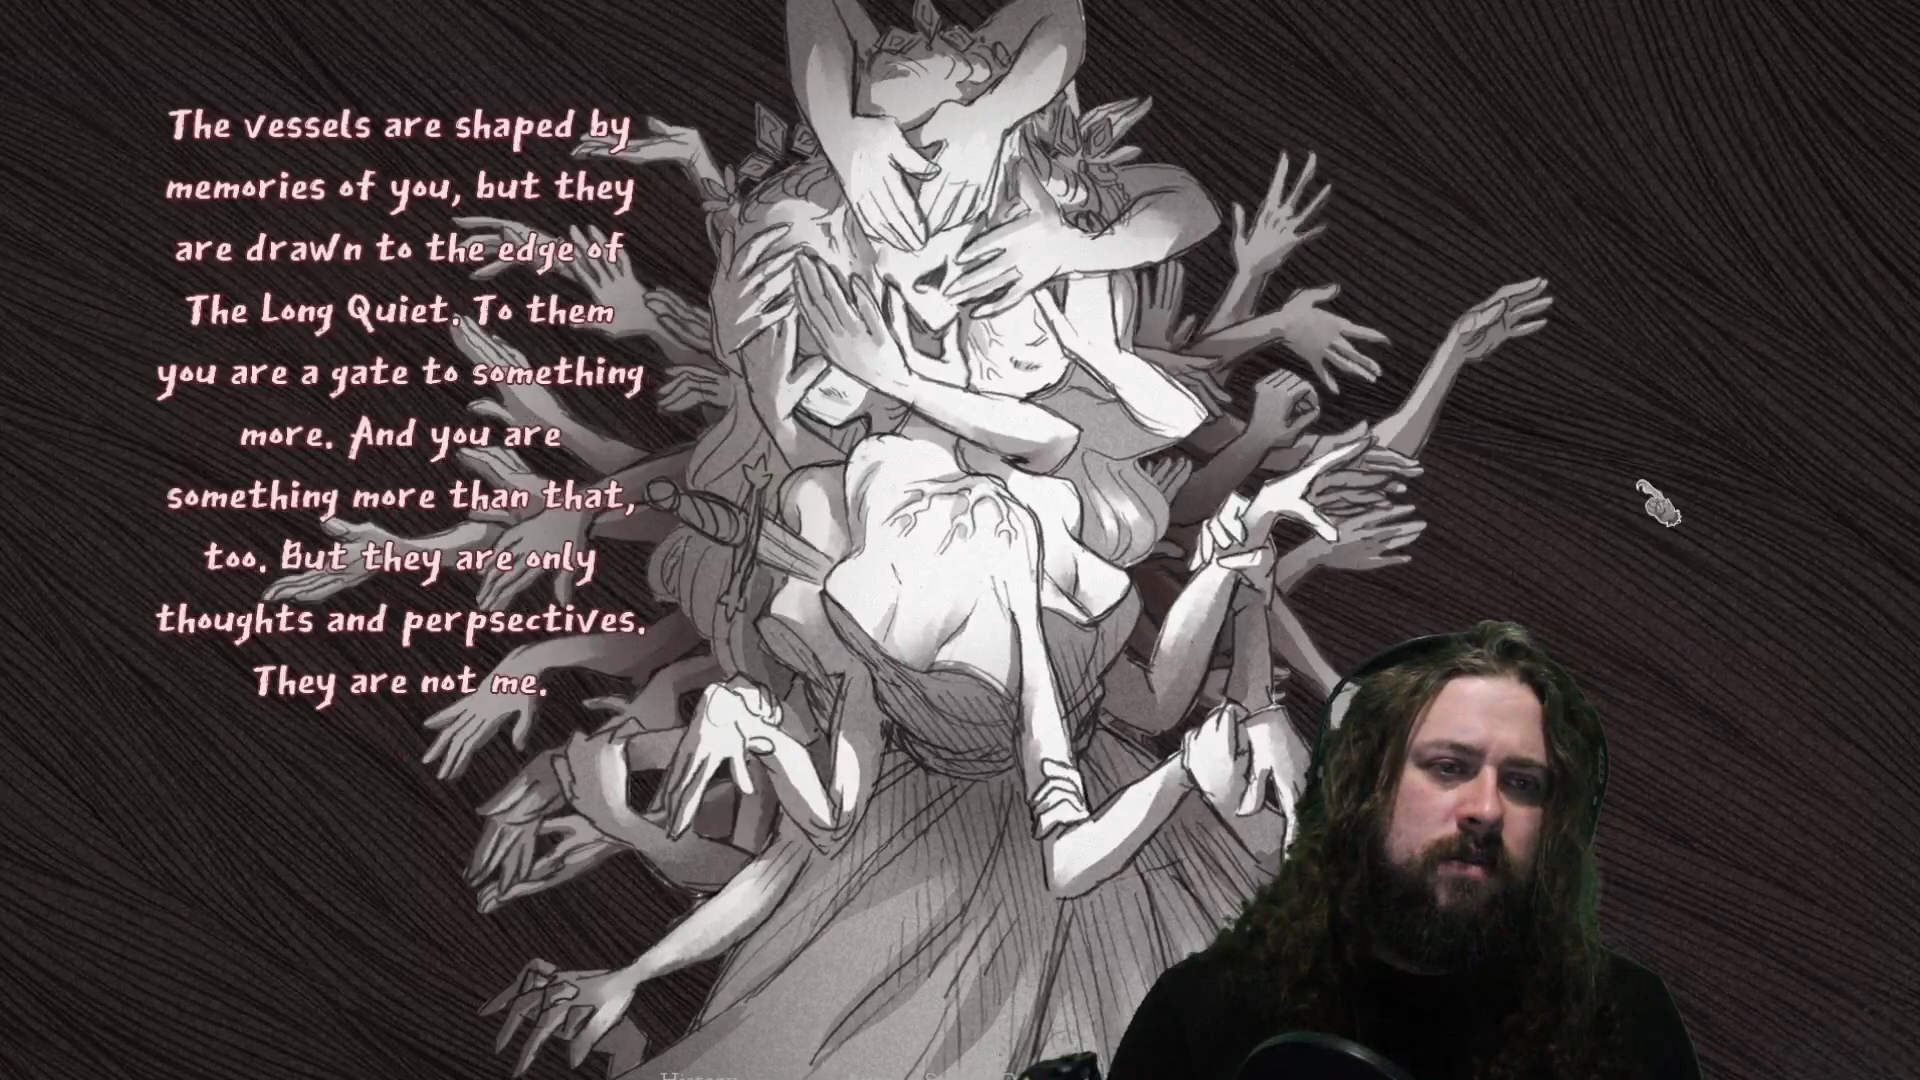 The vessels are shaped by
memories of you, but they
are drawn to the edge of
The Long Quiet. To them
you are a gate to something
more. And you are
something more than that,
too. But they are only
thoughts and perpsectives.
They are not me.